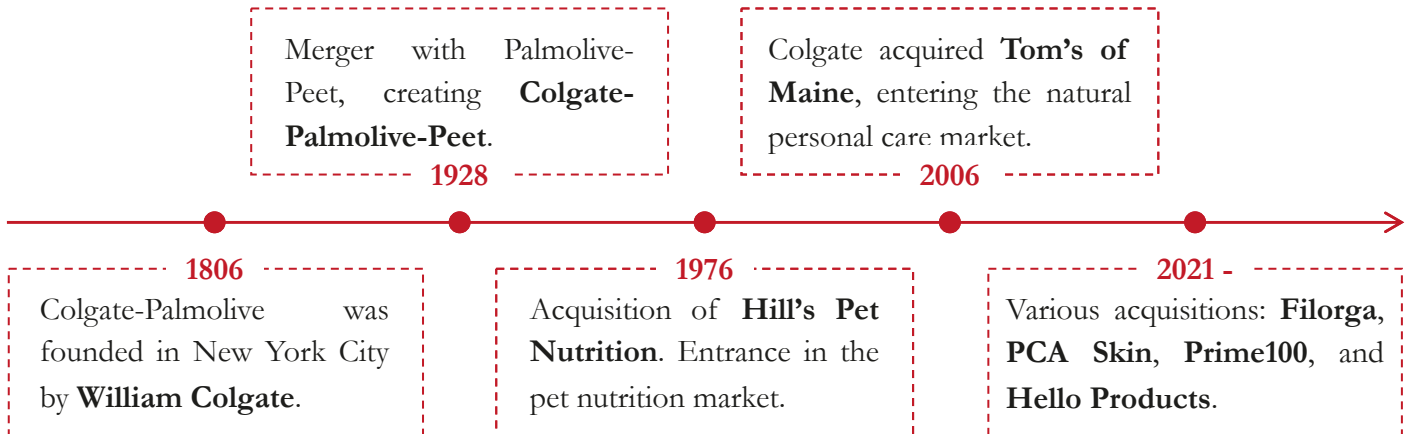 Merger with Palmolive-
Peet, creating Colgate-
Palmolive-Peet.
1928
Colgate acquired Tom's of
Maine, entering the natural
personal care market.
2006
1806
Colgate-Palmolive was
founded in New York City
by William Colgate.
1976
Acquisition of Hill's Pet
Nutrition. Entrance in the
pet nutrition market.
2021 -
Various acquisitions: Filorga,
PCA Skin, Prime100, and
Hello Products.